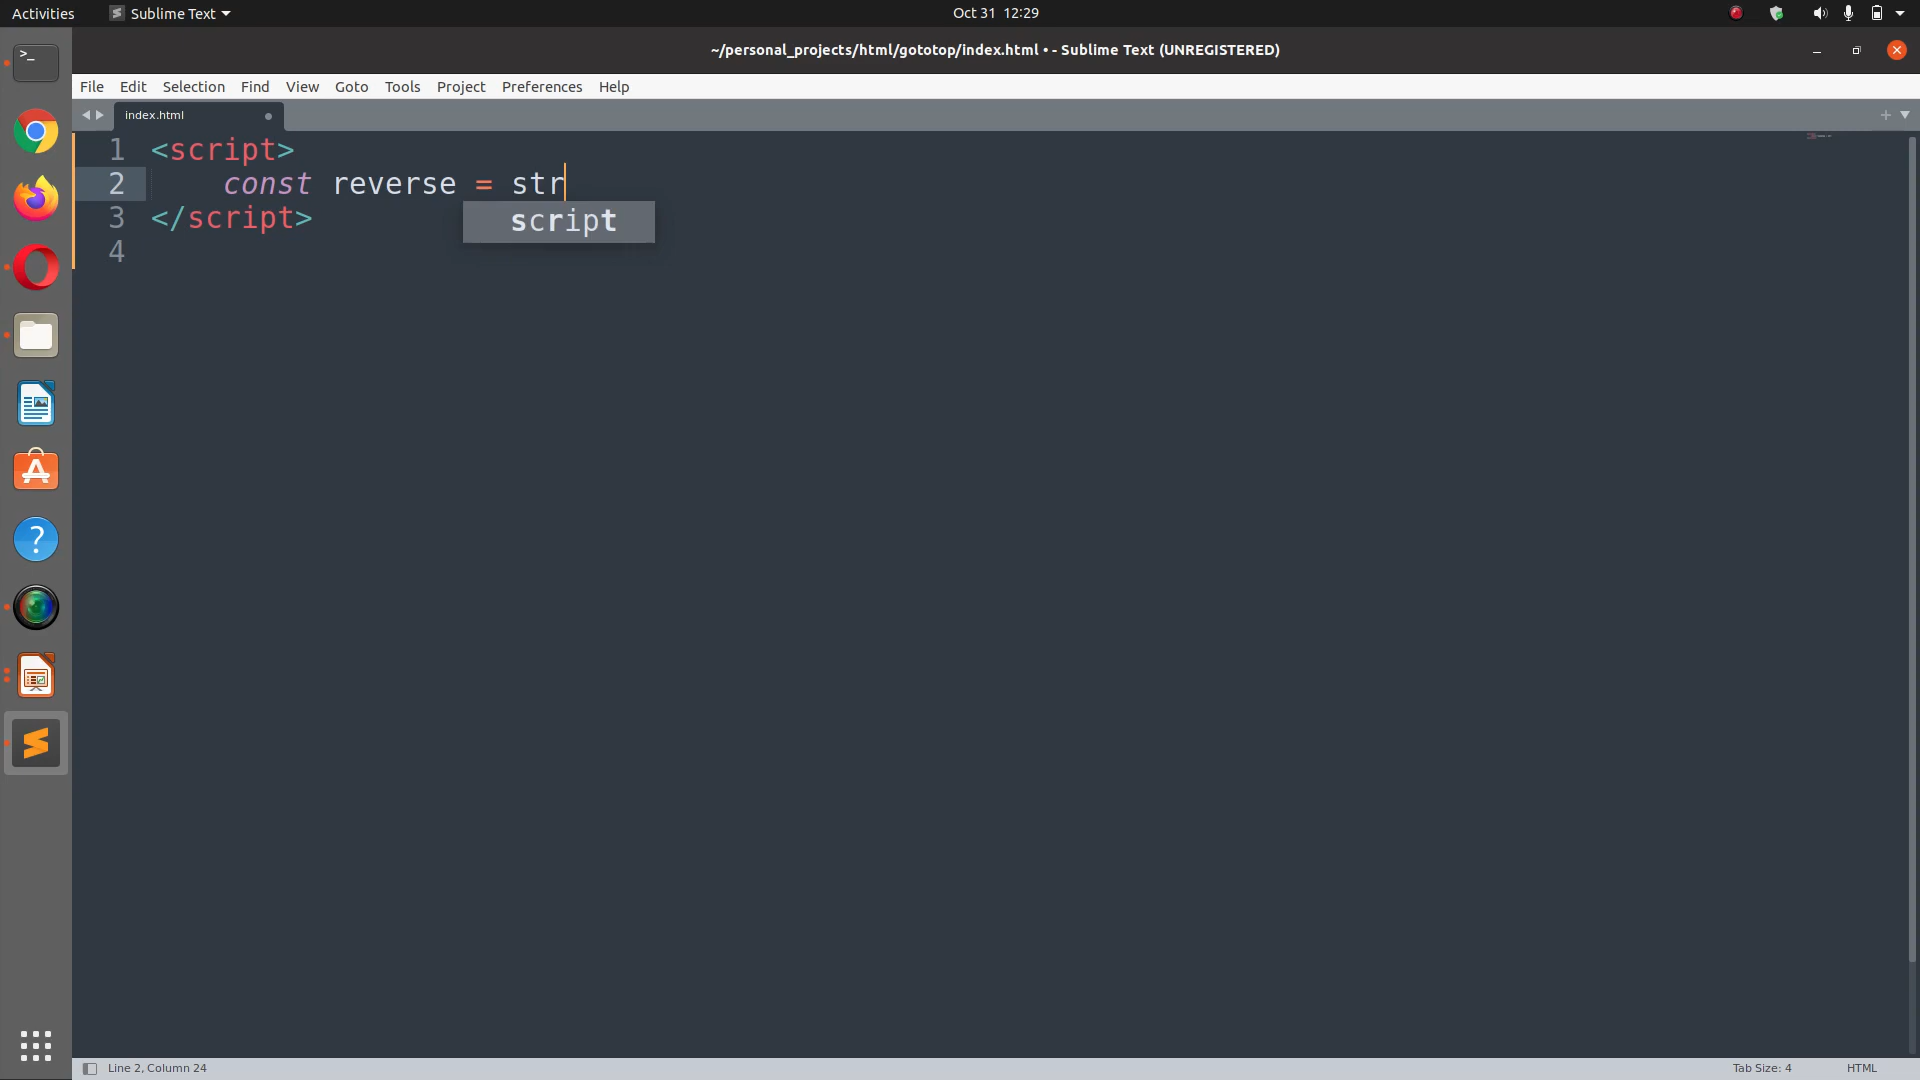 Activities
Sublime Text
Oct 31 12:29
~/personal_projects/html/gototop/index.html • - Sublime Text (UNREGISTERED)
File Edit Selection Find View Goto Tools Project Preferences Help
index.html
1 <script>
2 const reverse = str
script
3 </script>
4
Line 2, Column 24
Tab Size: 4
HTML